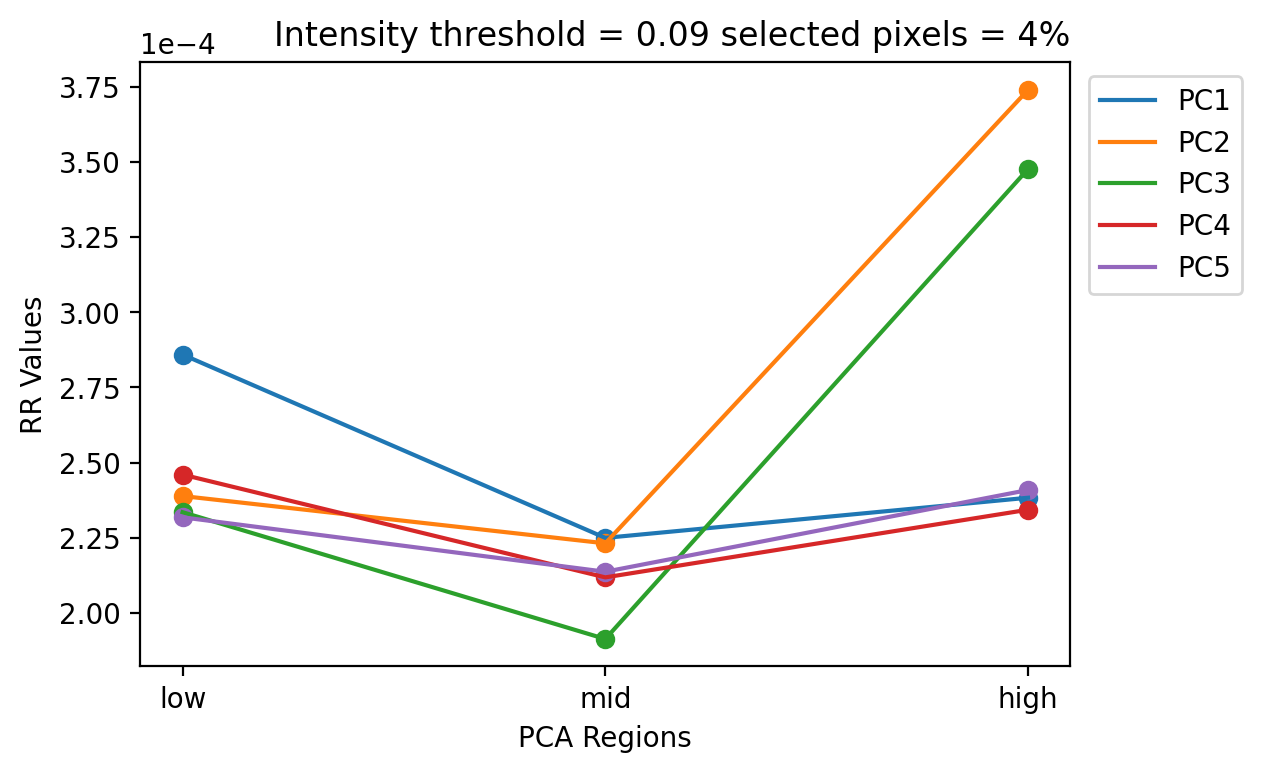 Intensity threshold = 0.09 selected pixels = 4%
1e−4
3.75
3.50
3.25
3.00
2.75
2.50
2.25
2.00
RR Values
low
mid
high
PCA Regions
PC1
PC2
PC3
PC4
PC5